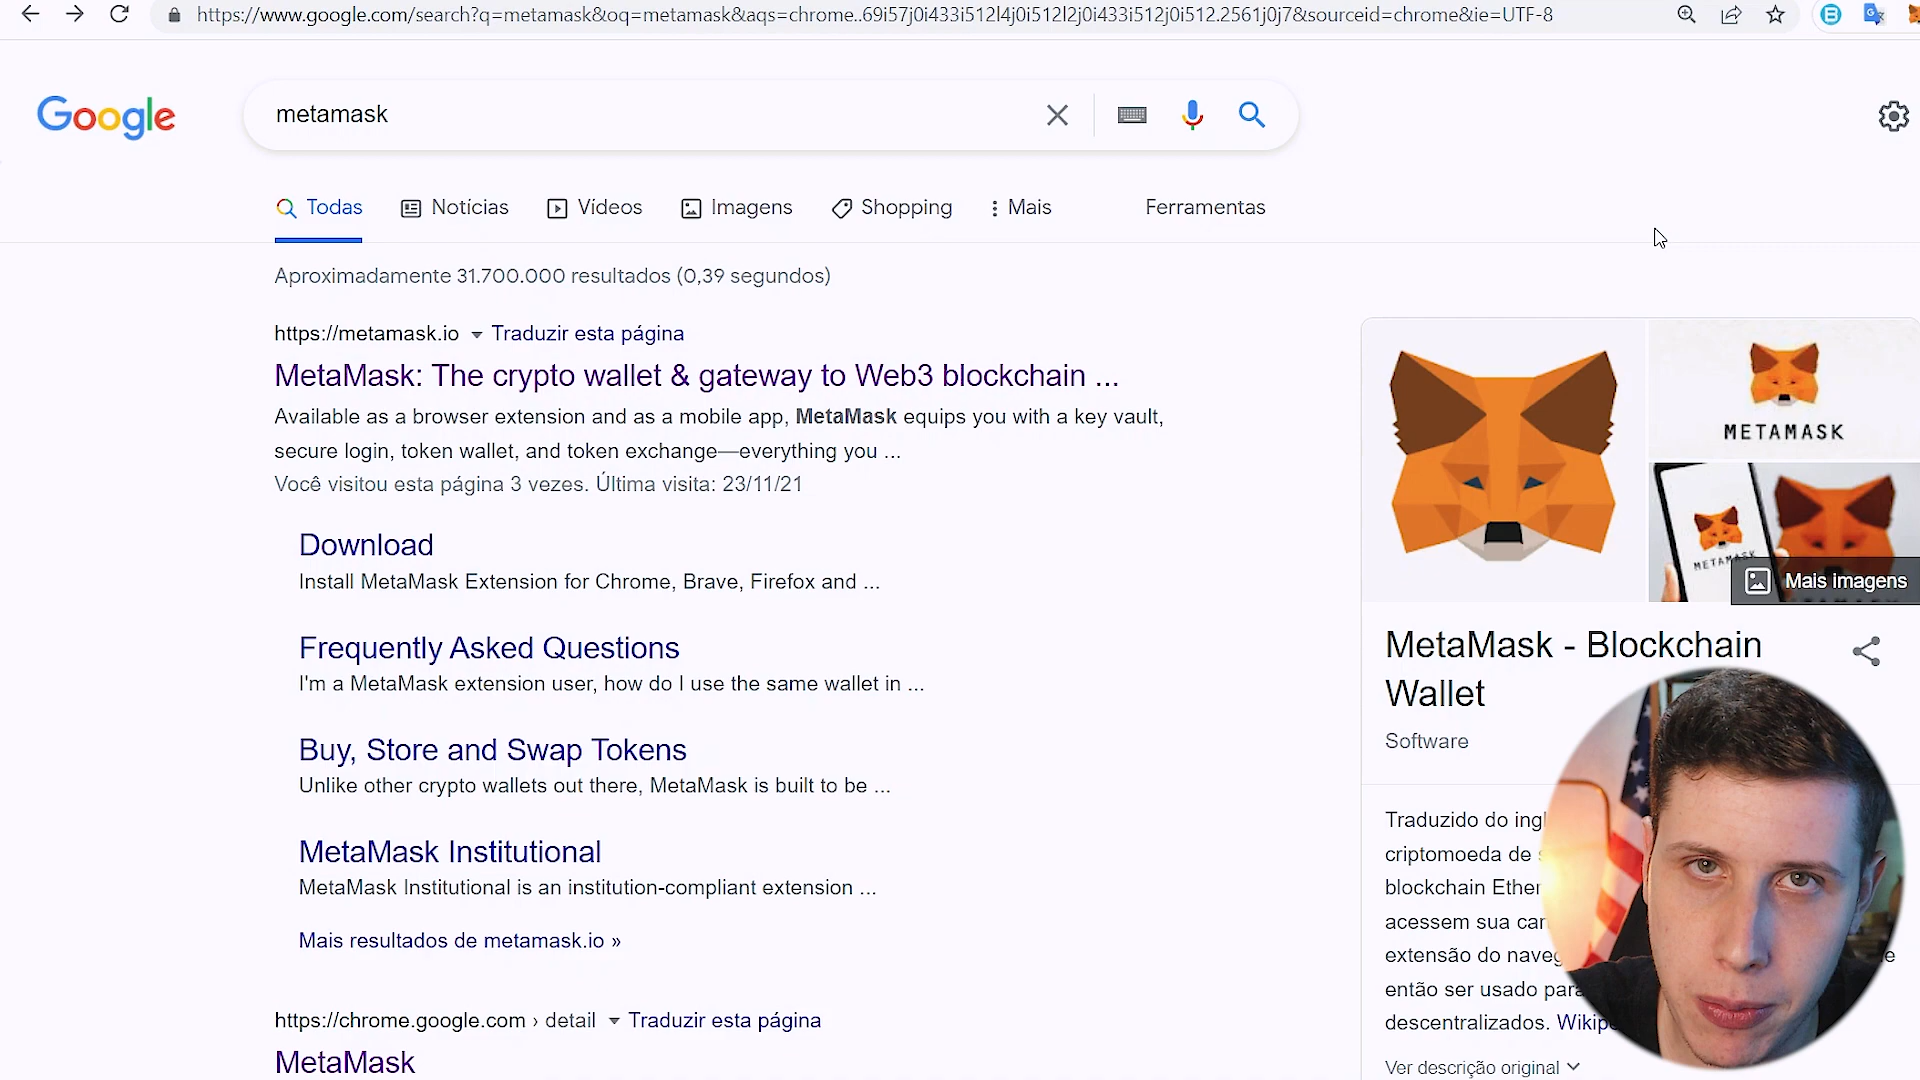 https://www.google.com/search?q=metamask&oq=metamask&aqs=chrome..69i57j0i433i512l4j0i512l2j0i433i512j0i512.2561j0j7&sourceid=chrome&ie=UTF-8
Google
metamask
Todas
Notícias
Vídeos
Imagens
Shopping
Mais
Ferramentas
Aproximadamente 31.700.000 resultados (0,39 segundos)
https://metamask.io
Traduzir esta página
MetaMask: The crypto wallet & gateway to Web3 blockchain ...
Available as a browser extension and as a mobile app, MetaMask equips you with a key vault,
secure login, token wallet, and token exchange—everything you ...
Você visitou esta página 3 vezes. Última visita: 23/11/21
Download
Install MetaMask Extension for Chrome, Brave, Firefox and ...
Frequently Asked Questions
I'm a MetaMask extension user, how do I use the same wallet in ...
Buy, Store and Swap Tokens
Unlike other crypto wallets out there, MetaMask is built to be ...
MetaMask Institutional
MetaMask Institutional is an institution-compliant extension ...
Mais resultados de metamask.io »
https://chrome.google.com › detail
Traduzir esta página
MetaMask
METAMASK
METAMASK
Mais imagens
MetaMask - Blockchain
Wallet
Software
Traduzido do
criptomoeda de
blockchain
acessem sua
extensão do
então ser usado
descentralizados.
Ver descrição original